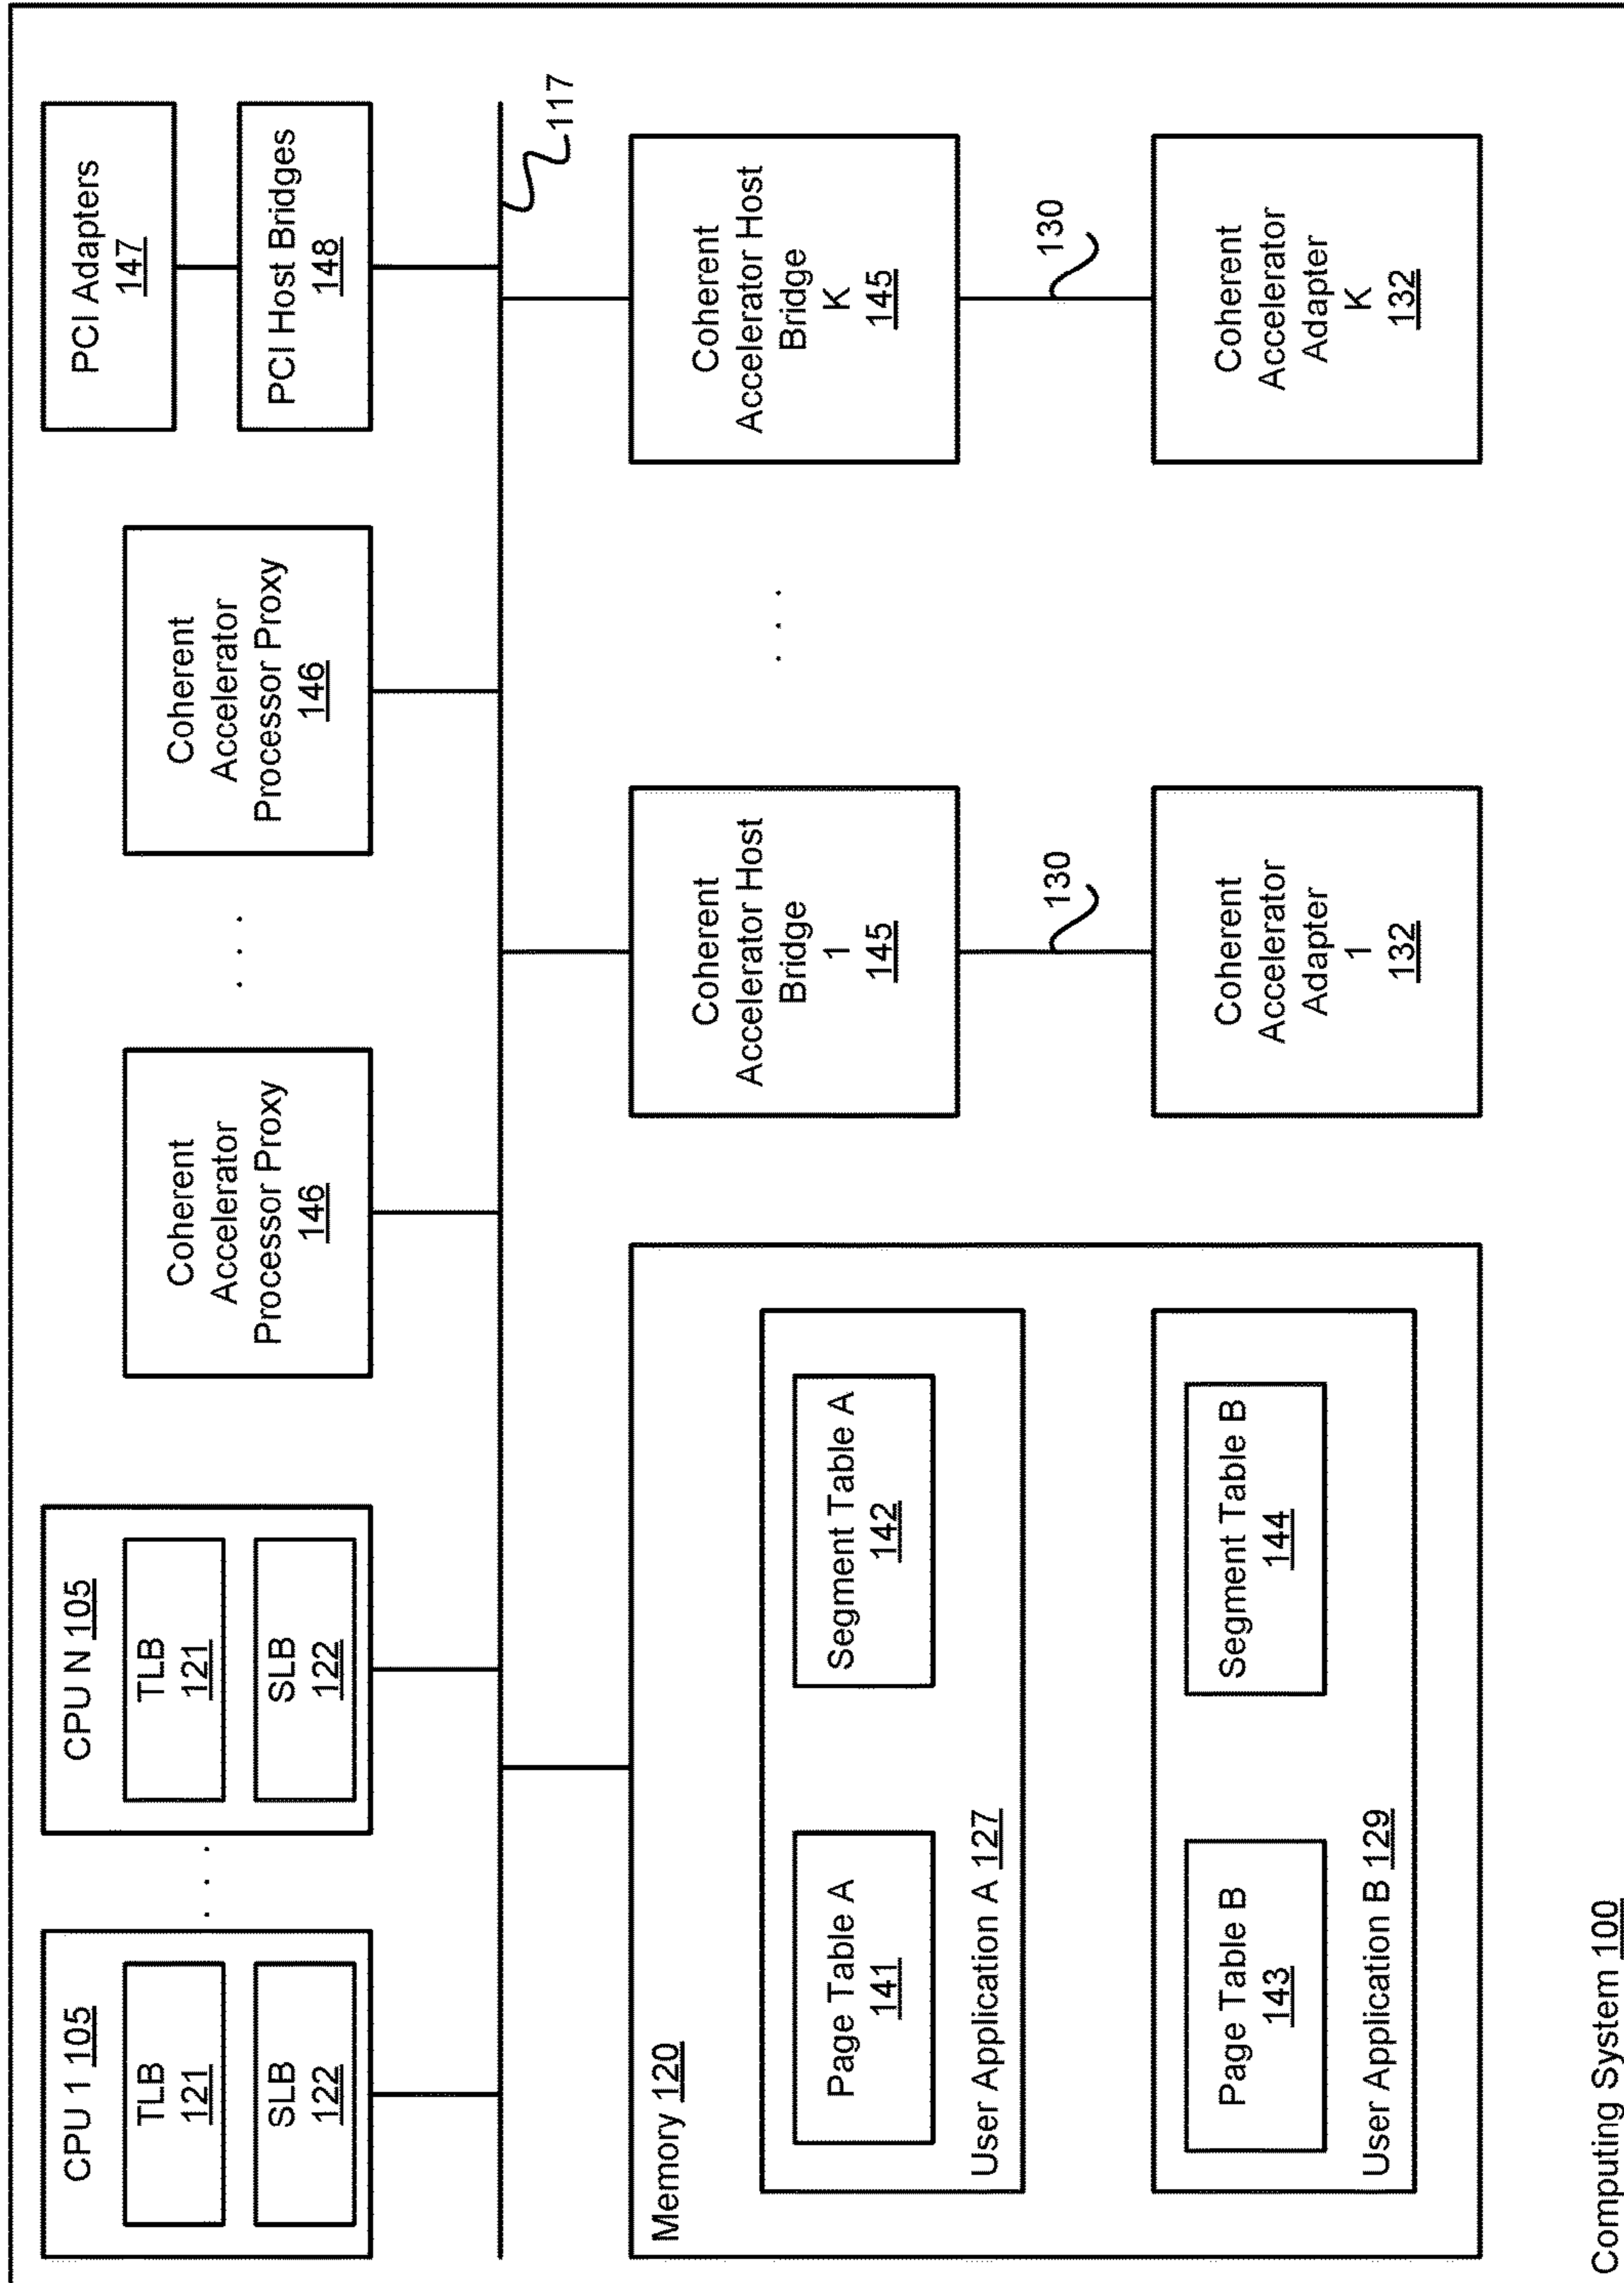 CPU 1 105
TLB
121
SLB
122
. . .
CPU N 105
TLB
121
SLB
122
Coherent
Accelerator
Processor Proxy
146
. . .
Coherent
Accelerator
Processor Proxy
146
PCI Adapters
147
PCI Host Bridges
148
117
Memory 120
Page Table A
141
Segment Table A
142
User Application A 127
Page Table B
143
Segment Table B
144
User Application B 129
Coherent
Accelerator Host
Bridge
1
145
. . .
Coherent
Accelerator Host
Bridge
K
145
130
130
Coherent
Accelerator
Adapter
1
132
Coherent
Accelerator
Adapter
K
132
Computing System 100